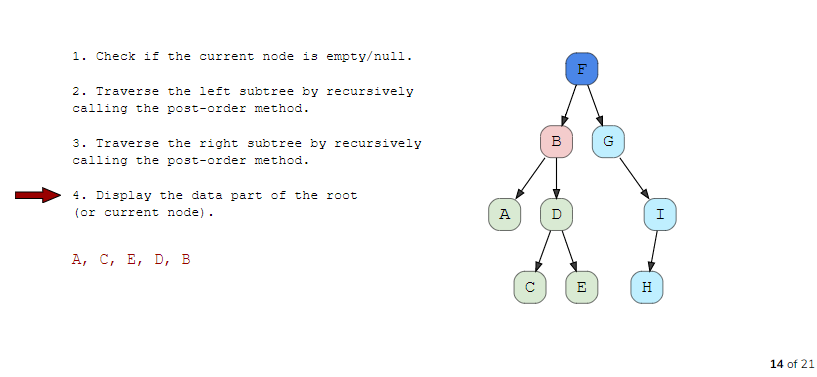 1. Check if the current node is empty/null.
2. Traverse the left subtree by recursively
calling the post-order method.
3. Traverse the right subtree by recursively
calling the post-order method.
4. Display the data part of the root
(or current node).
A, C, E, D, B
F
B
G
A
D
I
C
E
H
14 of 21